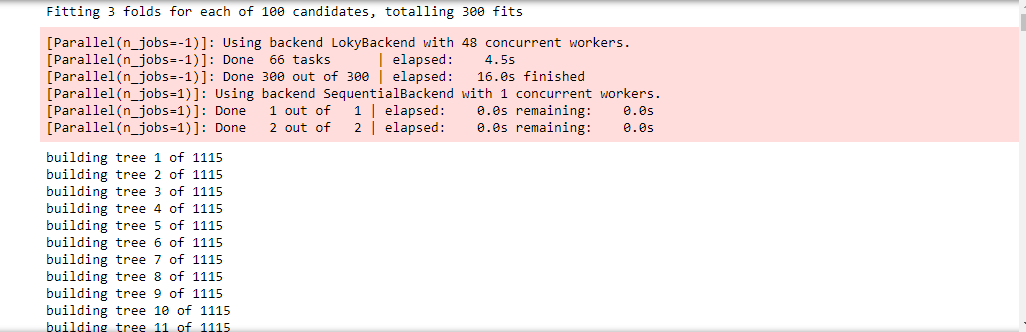 Fitting 3 folds for each of 100 candidates, totalling 300 fits
[Parallel(n_jobs=-1)]: Using backend LokyBackend with 48 concurrent workers.
[Parallel(n_jobs=-1)]: Done  66 tasks      | elapsed:    4.5s
[Parallel(n_jobs=-1)]: Done 300 out of 300 | elapsed:   16.0s finished
[Parallel(n_jobs=1)]: Using backend SequentialBackend with 1 concurrent workers.
[Parallel(n_jobs=1)]: Done   1 out of   1 | elapsed:    0.0s remaining:    0.0s
[Parallel(n_jobs=1)]: Done   2 out of   2 | elapsed:    0.0s remaining:    0.0s
building tree 1 of 1115
building tree 2 of 1115
building tree 3 of 1115
building tree 4 of 1115
building tree 5 of 1115
building tree 6 of 1115
building tree 7 of 1115
building tree 8 of 1115
building tree 9 of 1115
building tree 10 of 1115
building tree 11 of 1115